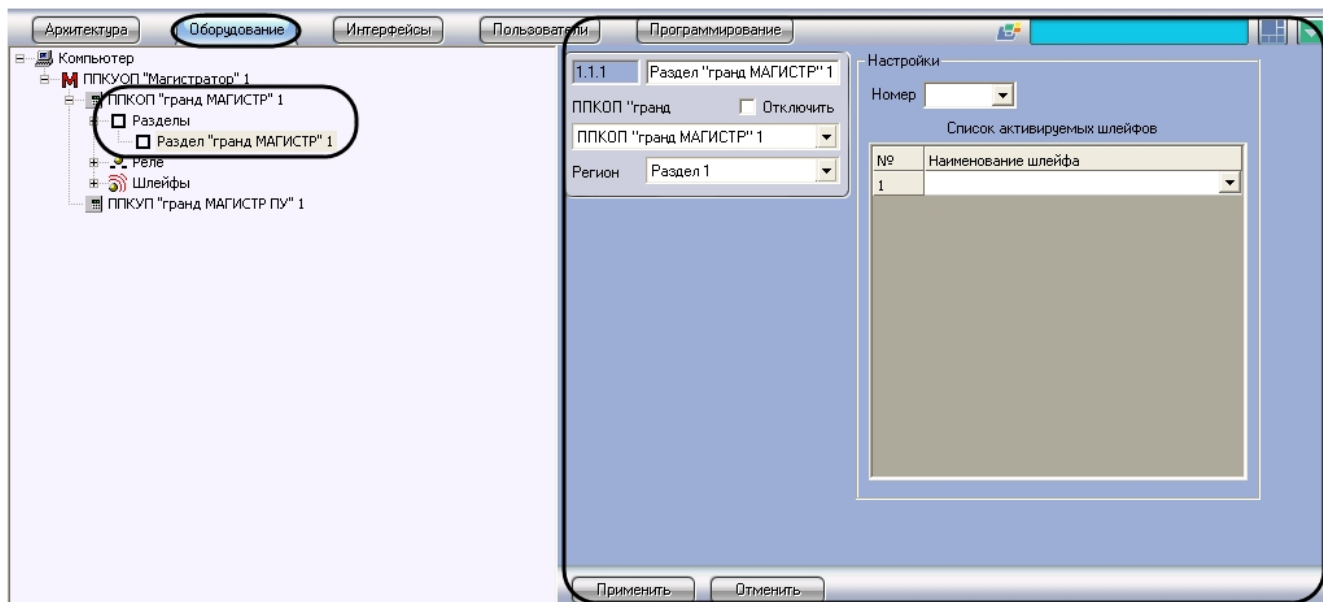 Архитектура Оборудование Интерфейсы Пользователи Программирование
Компьютер
ППКУОП "Магистратор" 1
ППКОП "гранд МАГИСТР" 1
Разделы
Раздел "гранд МАГИСТР" 1
Реле
Шлейфы
ППКУП "гранд МАГИСТР ПУ" 1
1.1.1 Раздел "гранд МАГИСТР" 1
ППКОП "гранд Отключить
ППКОП "гранд МАГИСТР" 1
Регион Раздел 1
Настройки
Номер
Список активируемых шлейфов
№ Наименование шлейфа
1
Применить Отменить